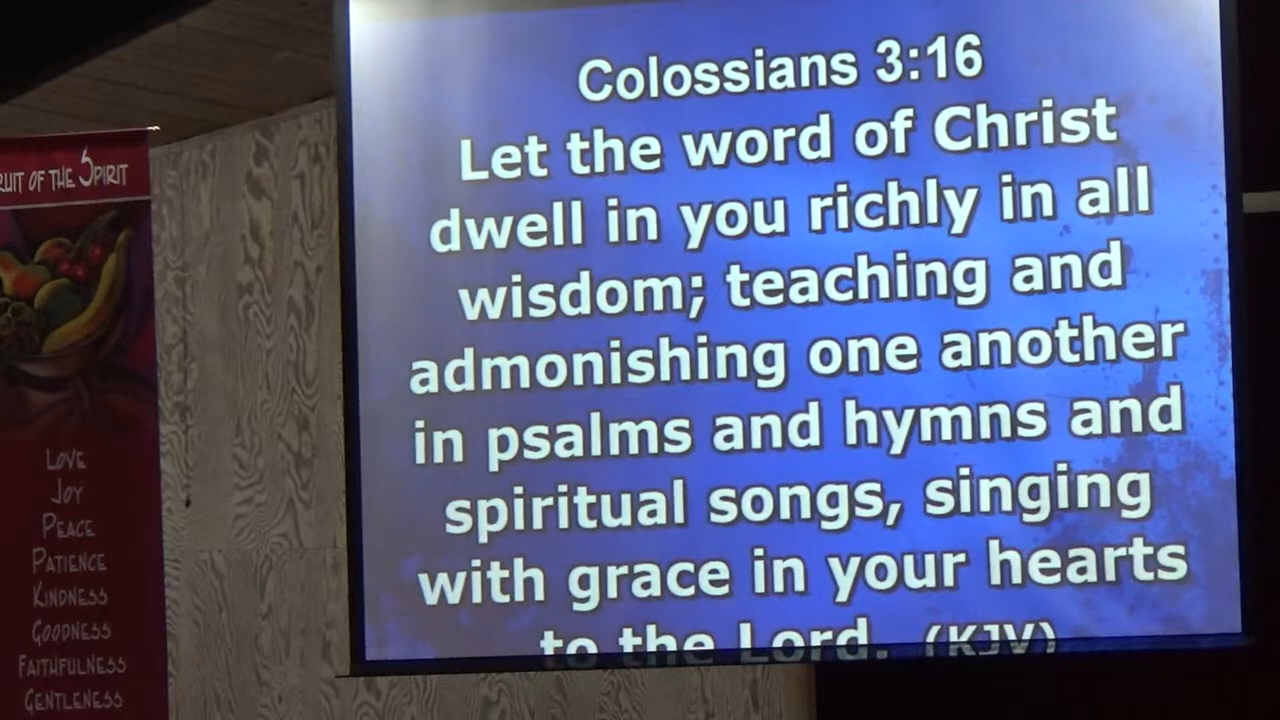 RUIT OF THE SPIRIT
LOVE
JOY
PEACE
PATIENCE
KINDNESS
GOODNESS
FAITHFULNESS
GENTLENESS
Colossians 3:16
Let the word of Christ
dwell in you richly in all
wisdom; teaching and
admonishing one another
in psalms and hymns and
spiritual songs, singing
with grace in your hearts
to the Lord. (KJV)